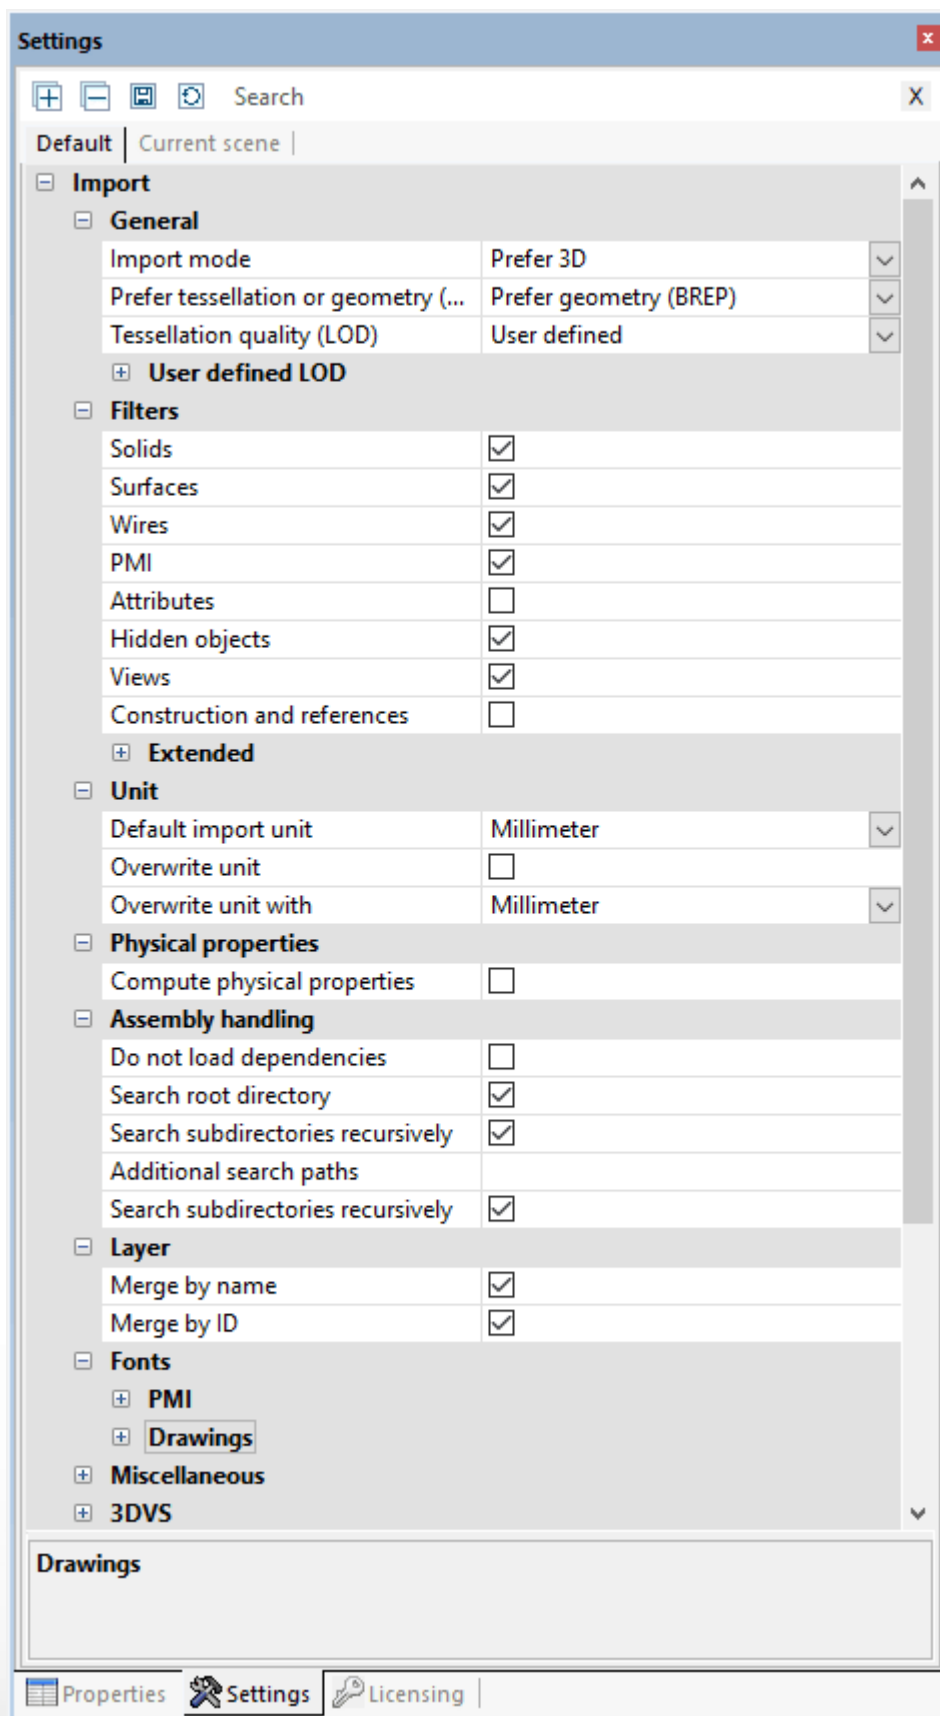 Settings
Search X
Default Current scene
Import
General
Import mode Prefer 3D
Prefer tessellation or geometry (... Prefer geometry (BREP)
Tessellation quality (LOD) User defined
User defined LOD
Filters
Solids
Surfaces
Wires
PMI
Attributes
Hidden objects
Views
Construction and references
Extended
Unit
Default import unit Millimeter
Overwrite unit
Overwrite unit with Millimeter
Physical properties
Compute physical properties
Assembly handling
Do not load dependencies
Search root directory
Search subdirectories recursively
Additional search paths
Search subdirectories recursively
Layer
Merge by name
Merge by ID
Fonts
PMI
Drawings
Miscellaneous
3DVS
Drawings
Properties Settings Licensing